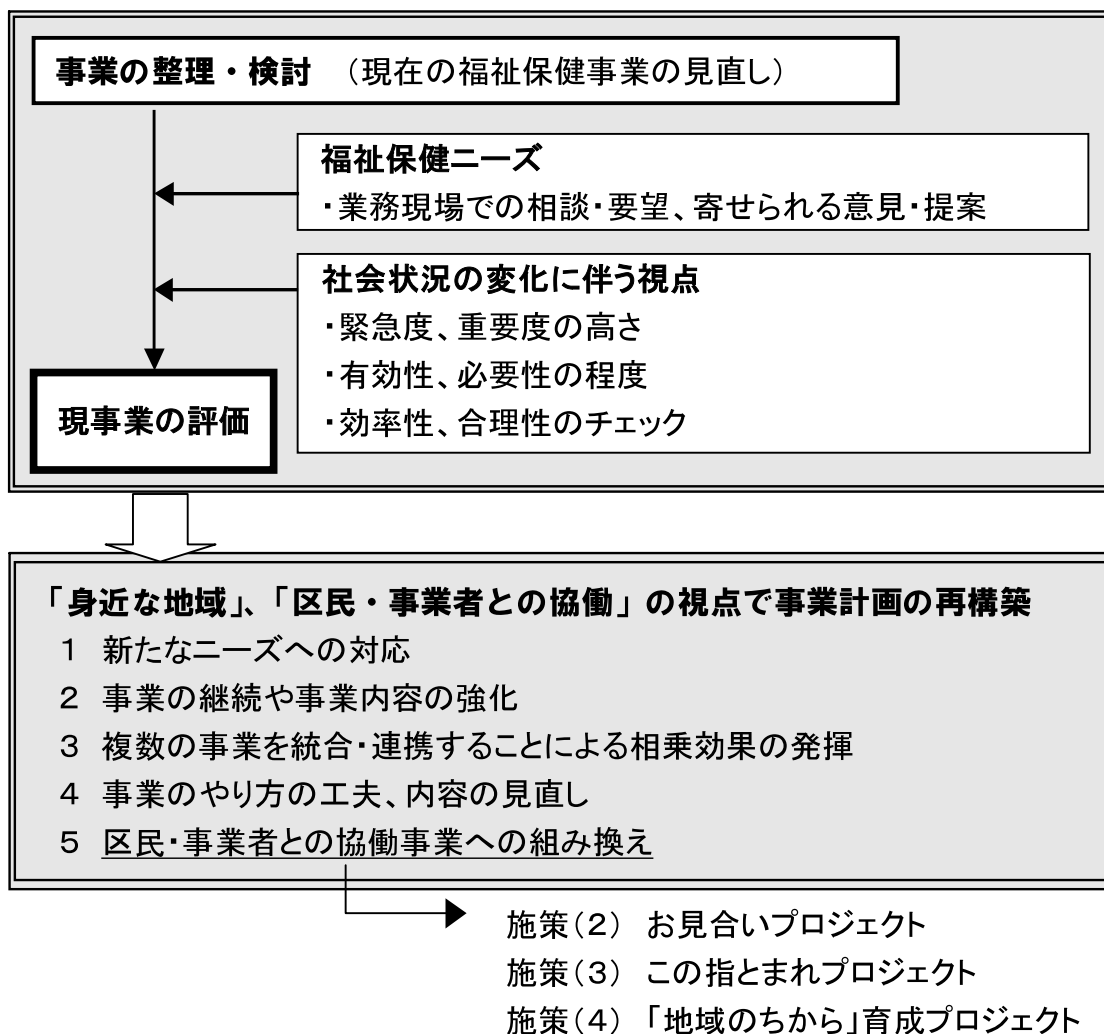 事業の整理・検討 （現在の福祉保健事業の見直し）
福祉保健ニーズ
・業務現場での相談・要望、寄せられる意見・提案
社会状況の変化に伴う視点
・緊急度、重要度の高さ
・有効性、必要性の程度
・効率性、合理性のチェック
現事業の評価
「身近な地域」、「区民・事業者との協働」の視点で事業計画の再構築
１ 新たなニーズへの対応
２ 事業の継続や事業内容の強化
３ 複数の事業を統合・連携することによる相乗効果の発揮
４ 事業のやり方の工夫、内容の見直し
５ 区民・事業者との協働事業への組み換え
施策（２） お見合いプロジェクト
施策（３） この指とまれプロジェクト
施策（４） 「地域のちから」育成プロジェクト